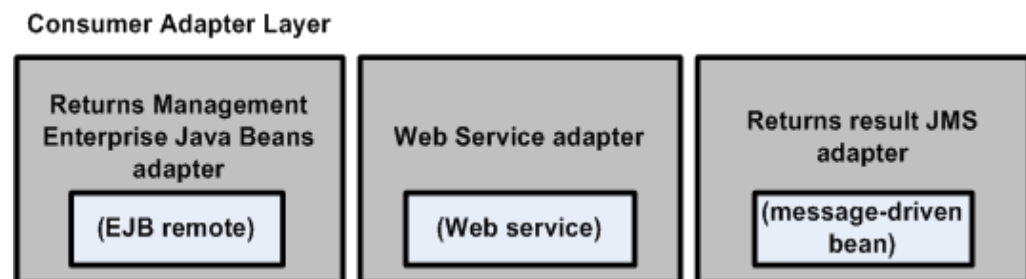 Consumer Adapter Layer
Returns Management
Enterprise Java Beans
adapter
(EJB remote)
Web Service adapter
(Web service)
Returns result JMS
adapter
(message-driven
bean)